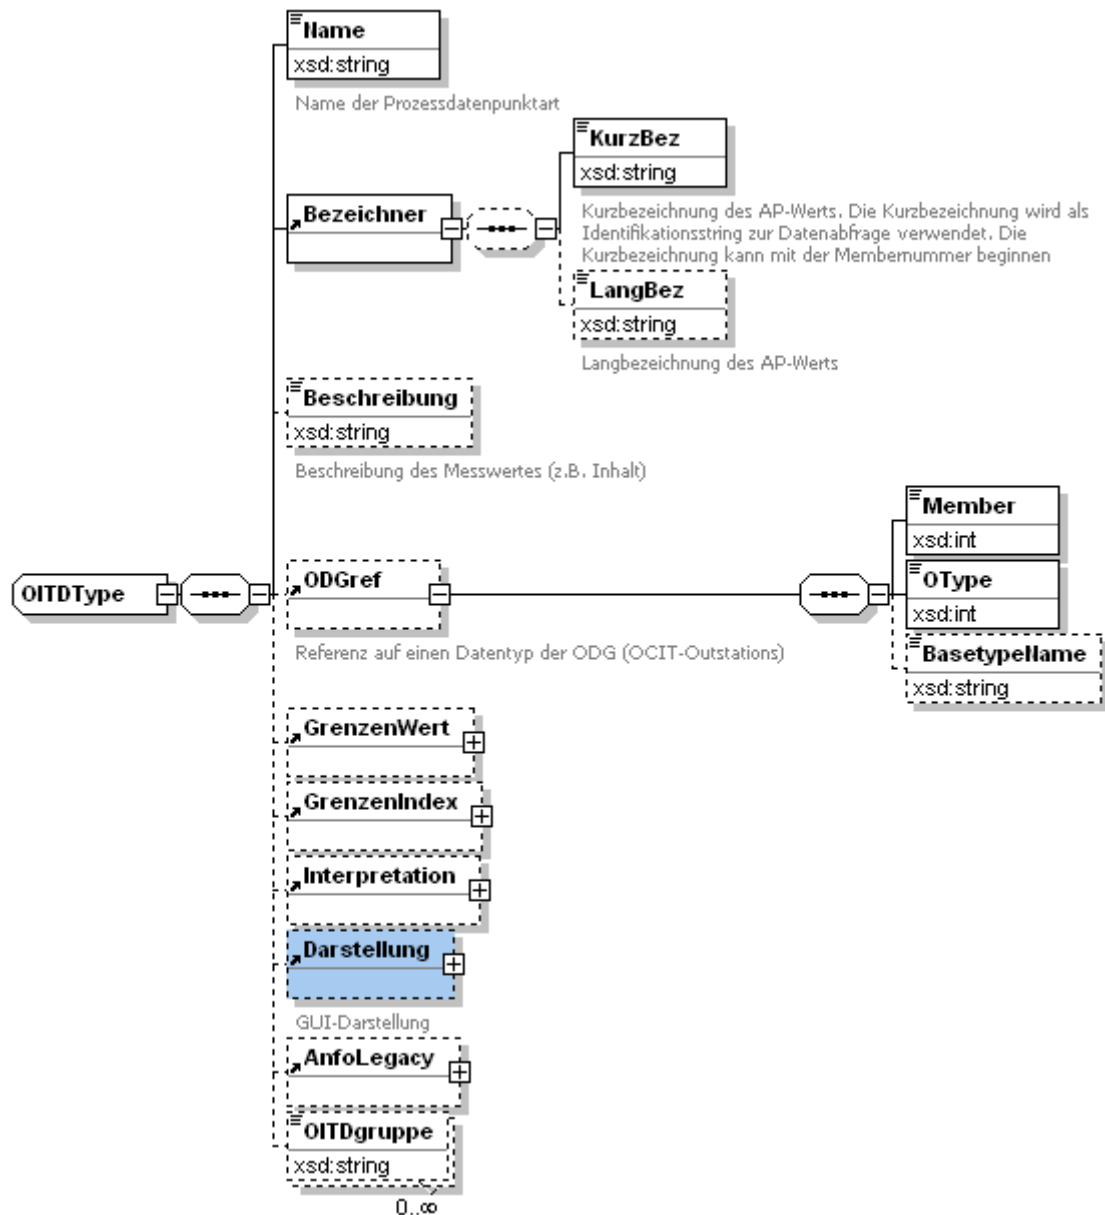 Name
xsd:string
Name der Prozessdatenpunktart
KurzBez
xsd:string
Kurzbezeichnung des AP-Werts. Die Kurzbezeichnung wird als
Identifikationsstring zur Datenabfrage verwendet. Die
Kurzbezeichnung kann mit der Membernummer beginnen
Bezeichner
LangBez
xsd:string
Langbezeichnung des AP-Werts
Beschreibung
xsd:string
Beschreibung des Messwertes (z.B. Inhalt)
OITDType
ODGref
Referenz auf einen Datentyp der ODG (OCIT-Outstations)
Member
xsd:int
OType
xsd:int
BasetypeName
xsd:string
GrenzenWert
GrenzenIndex
Interpretation
Darstellung
GUI-Darstellung
AnfoLegacy
OITDgruppe
xsd:string
0..∞